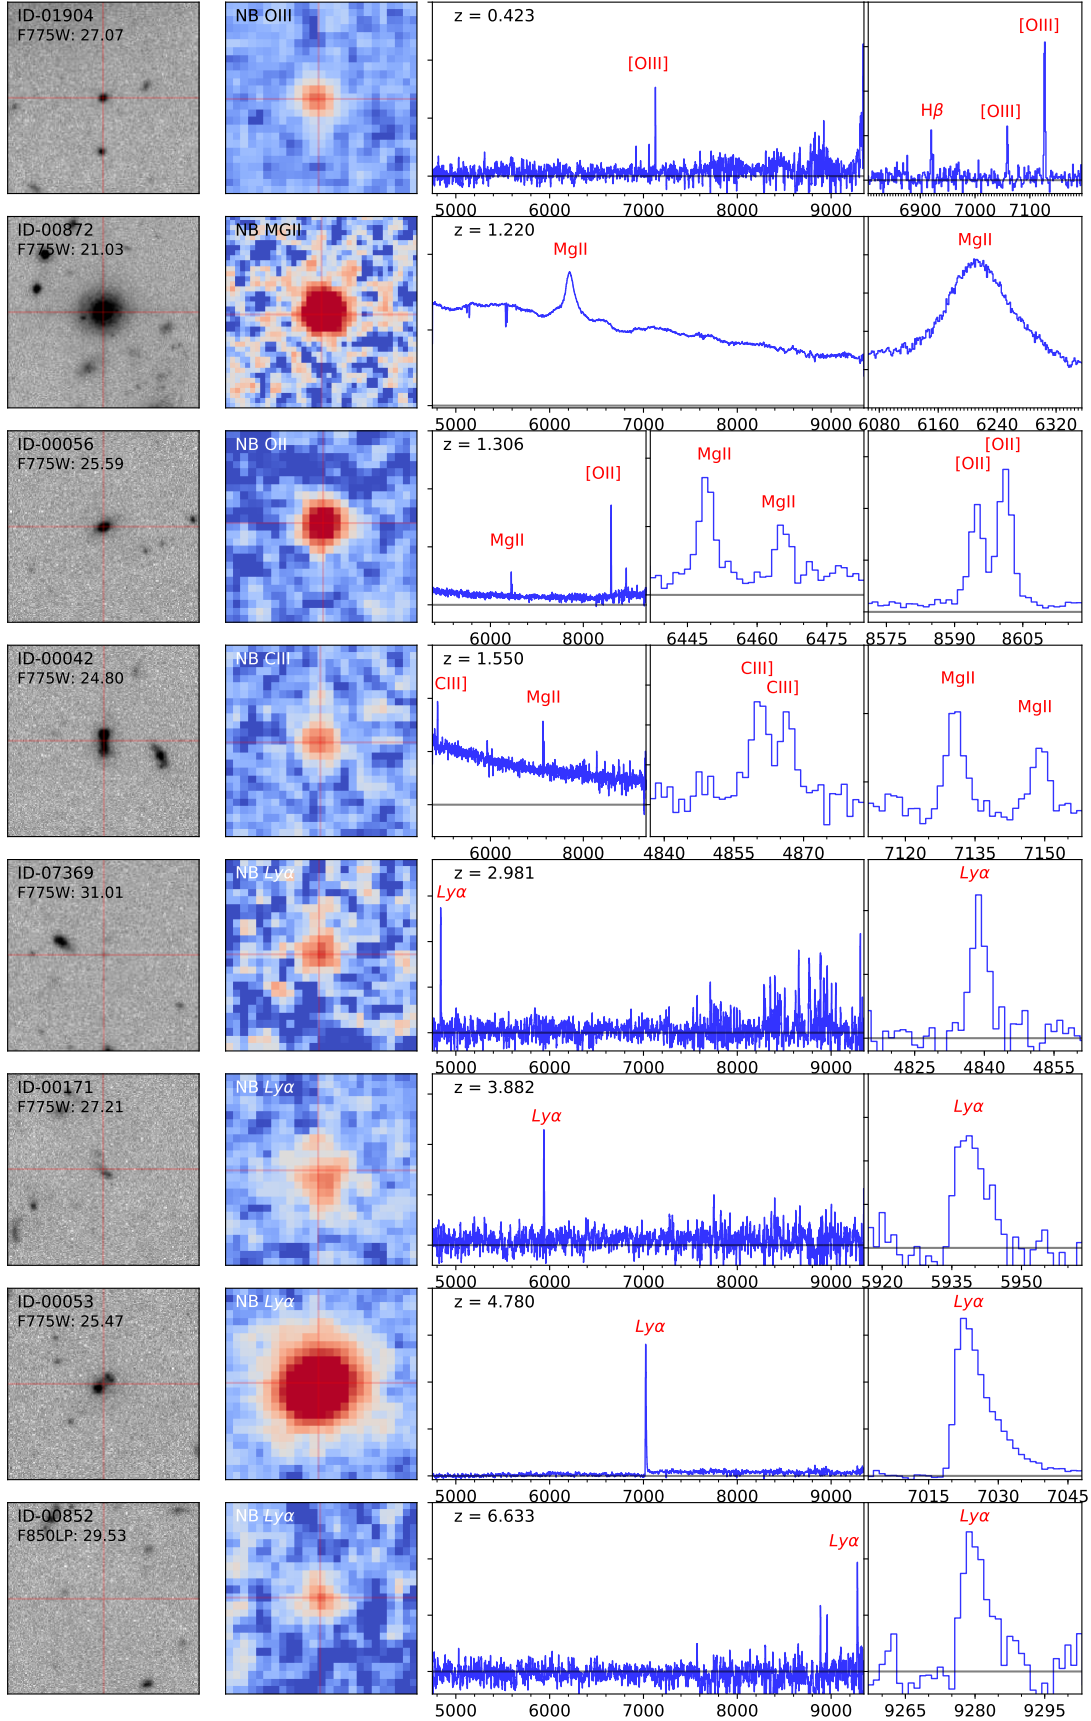 ID-01904
F775W: 27.07
NB OIII
z = 0.423
[OIII]
Hβ
[OIII]
[OIII]
5000 6000 7000 8000 9000
6900 7000 7100
ID-00872
F775W: 21.03
NB MGII
z = 1.220
MgII
MgII
5000 6000 7000 8000 9000
6080 6160 6240 6320
ID-00056
F775W: 25.59
NB OII
z = 1.306
MgII
[OII]
MgII
MgII
[OII]
[OII]
6000 8000
6445 6460 6475
8575 8590 8605
ID-00042
F775W: 24.80
NB CIII
z = 1.550
CIII]
MgII
CIII]
CIII]
MgII
MgII
6000 8000
4840 4855 4870
7120 7135 7150
ID-07369
F775W: 31.01
NB Lyα
z = 2.981
Lyα
Lyα
5000 6000 7000 8000 9000
4825 4840 4855
ID-00171
F775W: 27.21
NB Lyα
z = 3.882
Lyα
Lyα
5000 6000 7000 8000 9000
5920 5935 5950
ID-00053
F775W: 25.47
NB Lyα
z = 4.780
Lyα
Lyα
5000 6000 7000 8000 9000
7015 7030 7045
ID-00852
F850LP: 29.53
NB Lyα
z = 6.633
Lyα
Lyα
5000 6000 7000 8000 9000
9265 9280 9295